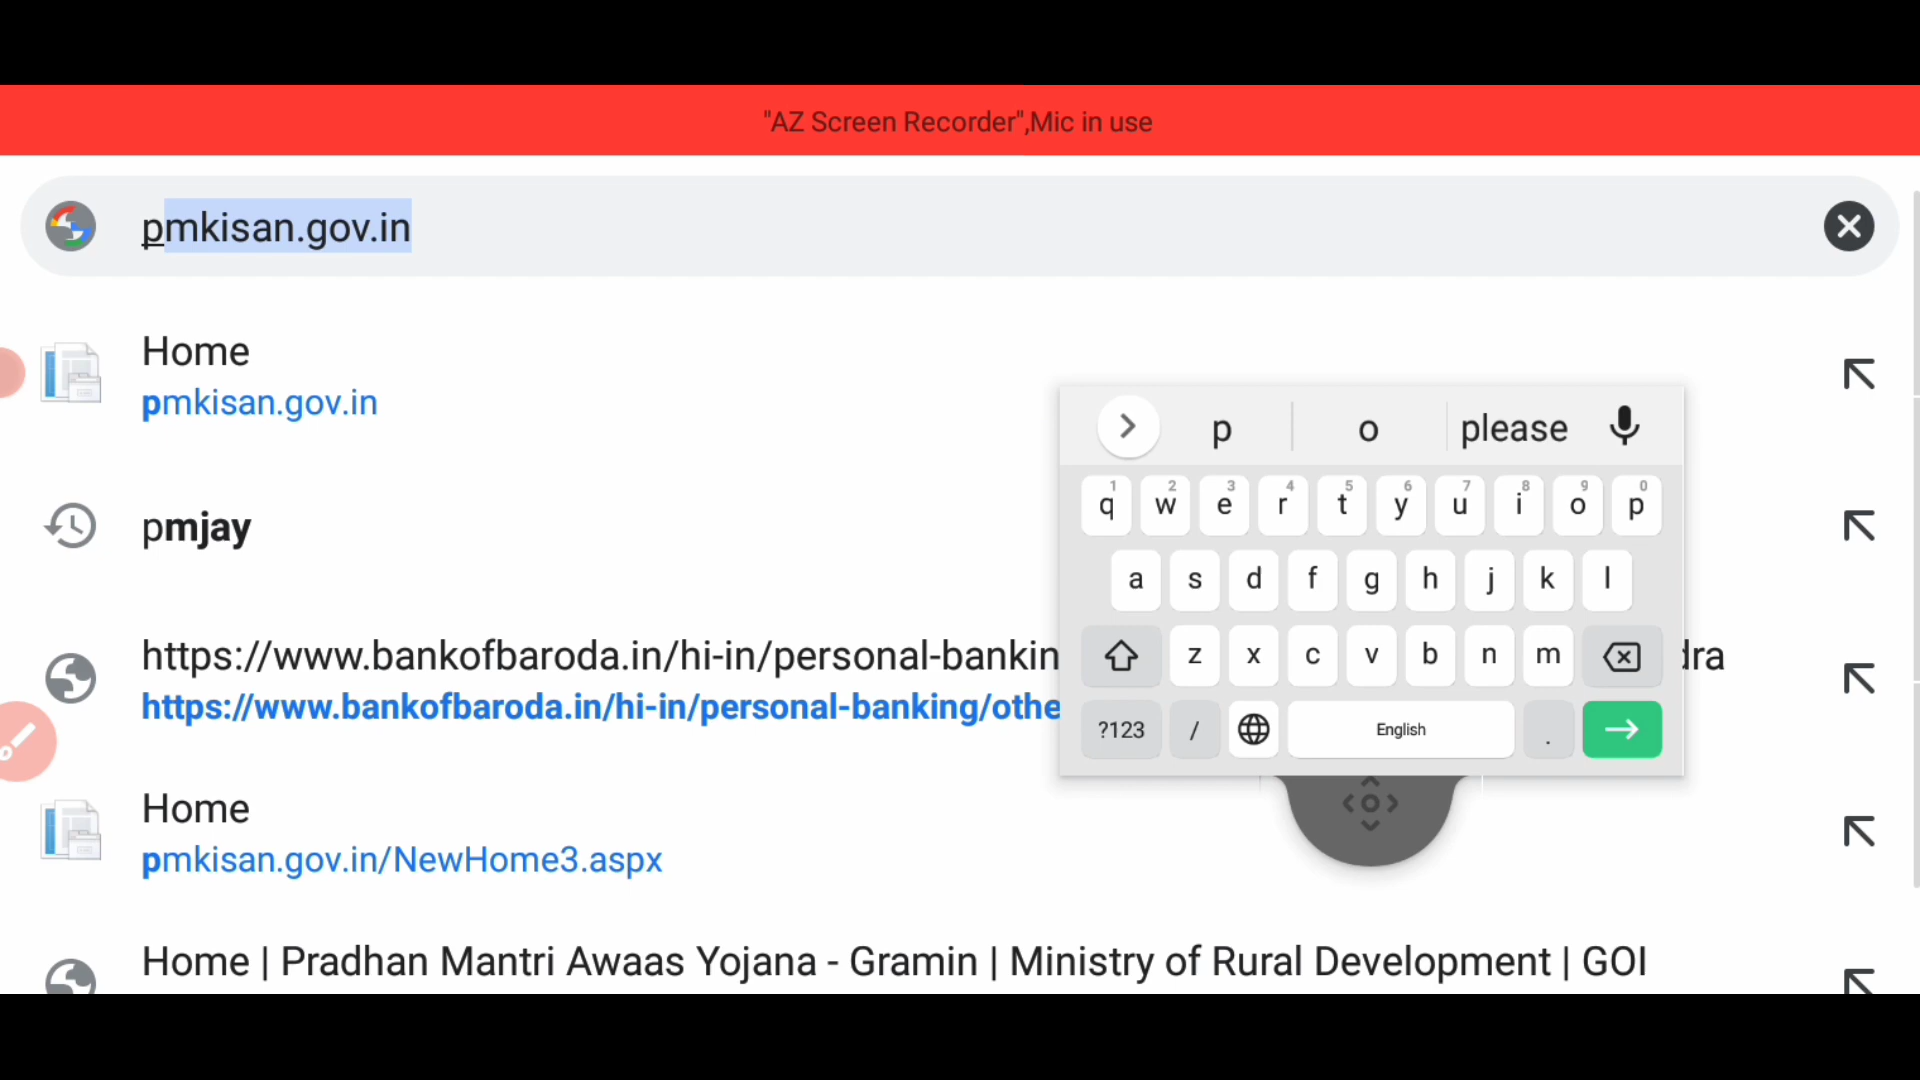 "AZ Screen Recorder",Mic in use
pmkisan.gov.in
Home
pmkisan.gov.in
pmjay
https://www.bankofbaroda.in/hi-in/personal-bankin dra
https://www.bankofbaroda.in/hi-in/personal-banking/othe
Home
pmkisan.gov.in/NewHome3.aspx
Home | Pradhan Mantri Awaas Yojana - Gramin | Ministry of Rural Development | GOI
p o please
1 2 3 4 5 6 7 8 9 0
q w e r t y u i o p
a s d f g h j k l
z x c v b n m
?123 / English .